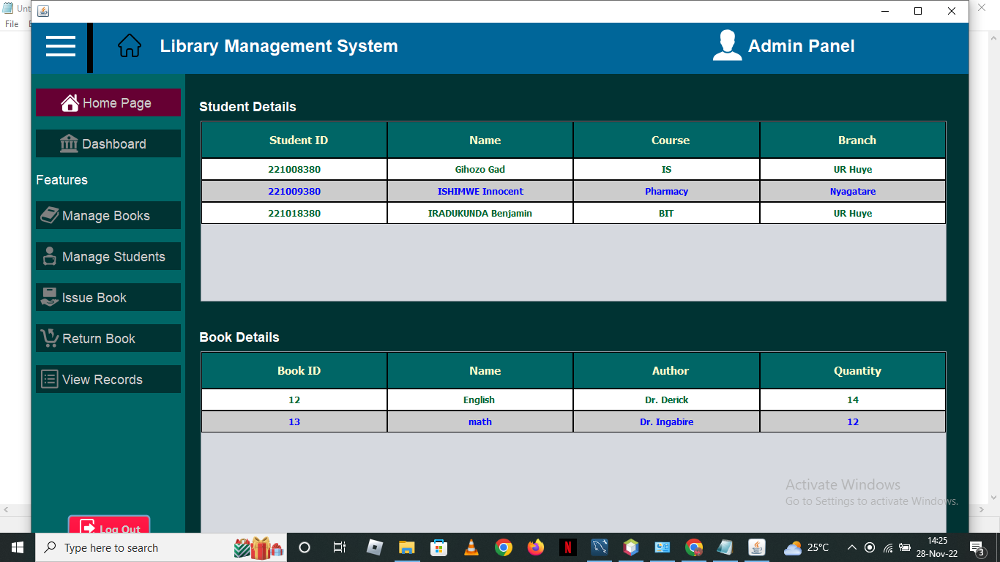 Unt
File
Library Management System
Admin Panel
Home Page
Dashboard
Features
Manage Books
Manage Students
Issue Book
Return Book
View Records
Log Out
Student Details
Student ID Name Course Branch
221008380 Gihozo Gad IS UR Huye
221009380 ISHIMWE Innocent Pharmacy Nyagatare
221018380 IRADUKUNDA Benjamin BIT UR Huye
Book Details
Book ID Name Author Quantity
12 English Dr. Derick 14
13 math Dr. Ingabire 12
Activate Windows
Go to Settings to activate Windows.
Type here to search
N
25°C
14:25
28-Nov-22
3